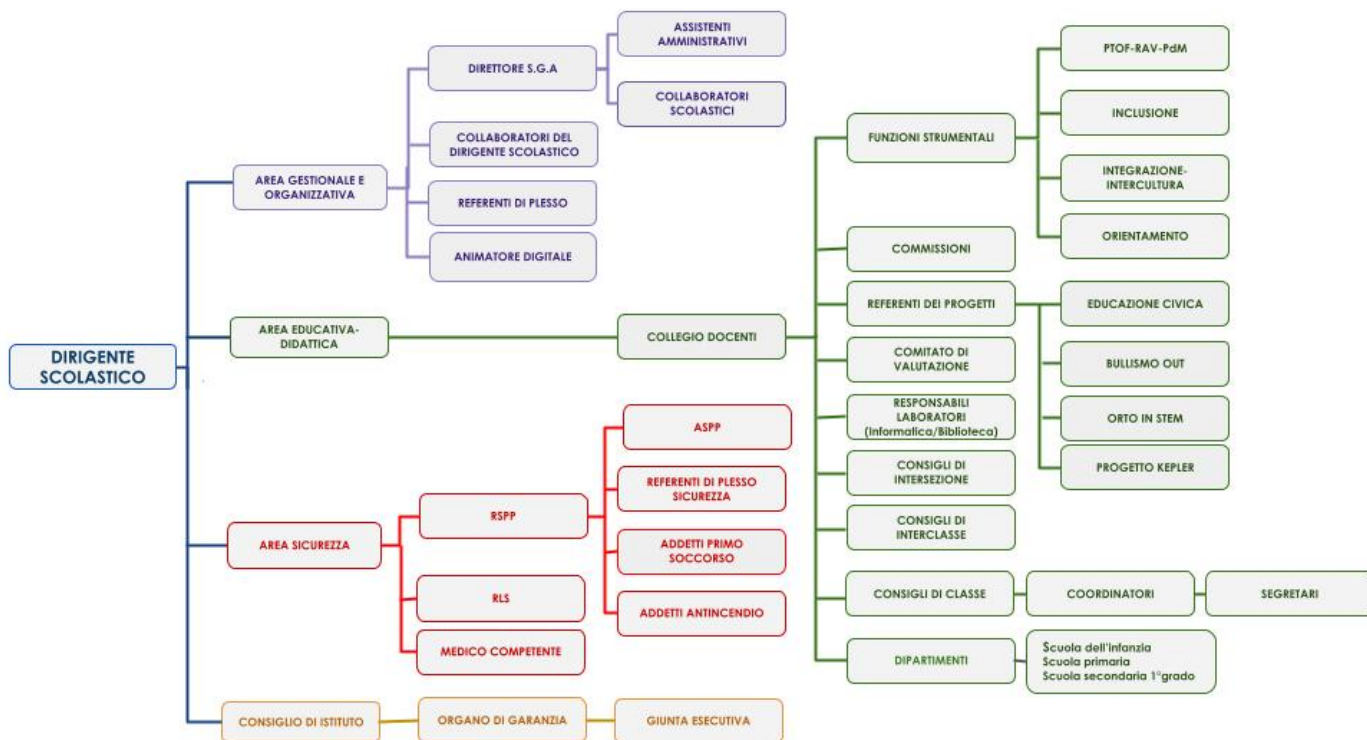 DIRIGENTE
SCOLASTICO
AREA GESTIONALE E
ORGANIZZATIVA
DIRETTORE S.G.A
ASSISTENTI
AMMINISTRATIVI
COLLABORATORI
SCOLASTICI
COLLABORATORI DEL
DIRIGENTE SCOLASTICO
REFERENTI DI PLESSO
ANIMATORE DIGITALE
AREA EDUCATIVA-
DIDATTICA
COLLEGIO DOCENTI
FUNZIONI STRUMENTALI
PTOF-RAV-PdM
INCLUSIONE
INTEGRAZIONE-
INTERCULTURA
ORIENTAMENTO
COMMISSIONI
REFERENTI DEI PROGETTI
EDUCAZIONE CIVICA
BULLISMO OUT
ORTO IN STEM
PROGETTO KEPLER
COMITATO DI
VALUTAZIONE
RESPONSABILI
LABORATORI
(Informatica/Biblioteca)
CONSIGLI DI
INTERSEZIONE
CONSIGLI DI
INTERCLASSE
CONSIGLI DI CLASSE
COORDINATORI
SEGRETARI
DIPARTIMENTI
Scuola dell'infanzia
Scuola primaria
Scuola secondaria 1°grado
AREA SICUREZZA
RSPP
ASPP
REFERENTI DI PLESSO
SICUREZZA
ADDETTI PRIMO
SOCCORSO
ADDETTI ANTINCENDIO
RLS
MEDICO COMPETENTE
CONSIGLIO DI ISTITUTO
ORGANO DI GARANZIA
GIUNTA ESECUTIVA